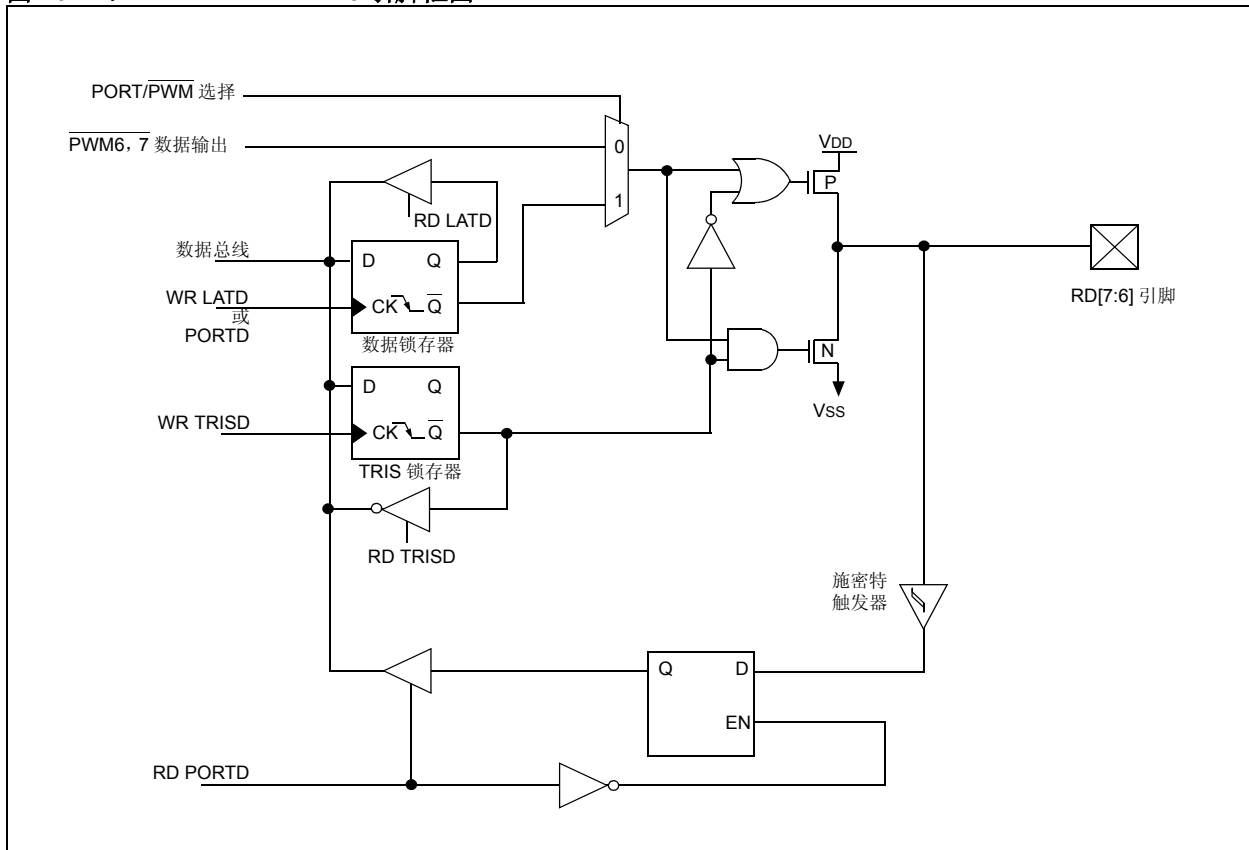 PORT/PWM 选择
PWM6，7 数据输出
0
1
VDD
P
RD LATD
数据总线
D
Q
WR LATD
或
PORTD
CK
Q
数据锁存器
RD[7:6] 引脚
N
VSS
D
Q
WR TRISD
CK
Q
TRIS 锁存器
RD TRISD
施密特
触发器
Q
D
EN
RD PORTD